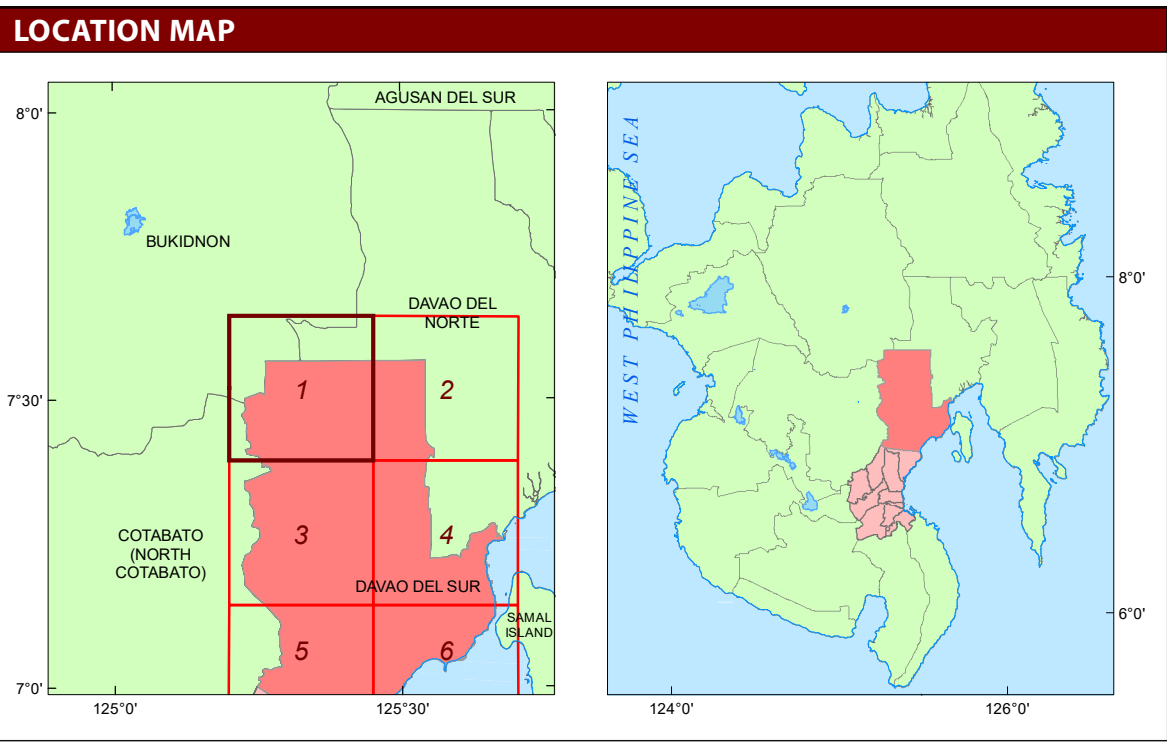 LOCATION MAP
8°0'
AGUSAN DEL SUR
BUKIDNON
DAVAO DEL
NORTE
1
2
7°30'
COTABATO
(NORTH
COTABATO)
3
4
DAVAO DEL SUR
SAMAL
ISLAND
5
6
7°0'
125°0'
125°30'
WEST PHILIPPINE SEA
8°0'
6°0'
124°0'
126°0'